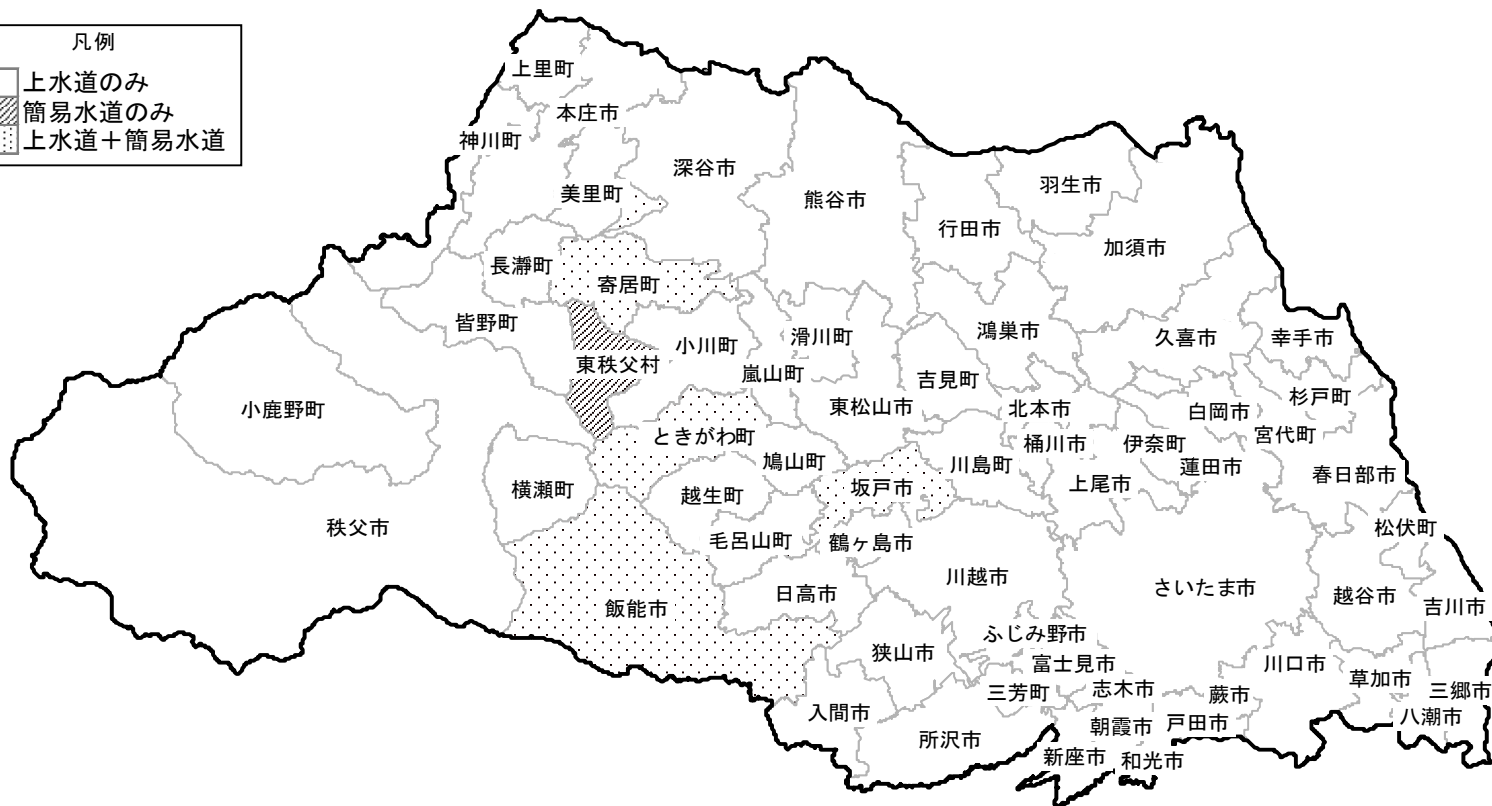 凡例
上水道のみ
簡易水道のみ
上水道＋簡易水道
上里町
本庄市
神川町
深谷市
美里町
熊谷市
羽生市
行田市
加須市
長瀞町
寄居町
皆野町
小川町
滑川町
鴻巣市
久喜市
幸手市
東秩父村
嵐山町
吉見町
小鹿野町
東松山市
北本市
白岡市
杉戸町
ときがわ町
桶川市
伊奈町
宮代町
鳩山町
川島町
蓮田市
春日部市
横瀬町
越生町
坂戸市
上尾市
秩父市
毛呂山町
鶴ヶ島市
松伏町
川越市
さいたま市
飯能市
日高市
越谷市
吉川市
ふじみ野市
狭山市
富士見市
川口市
三芳町
志木市
蕨市
草加市
三郷市
入間市
朝霞市
戸田市
八潮市
所沢市
新座市
和光市